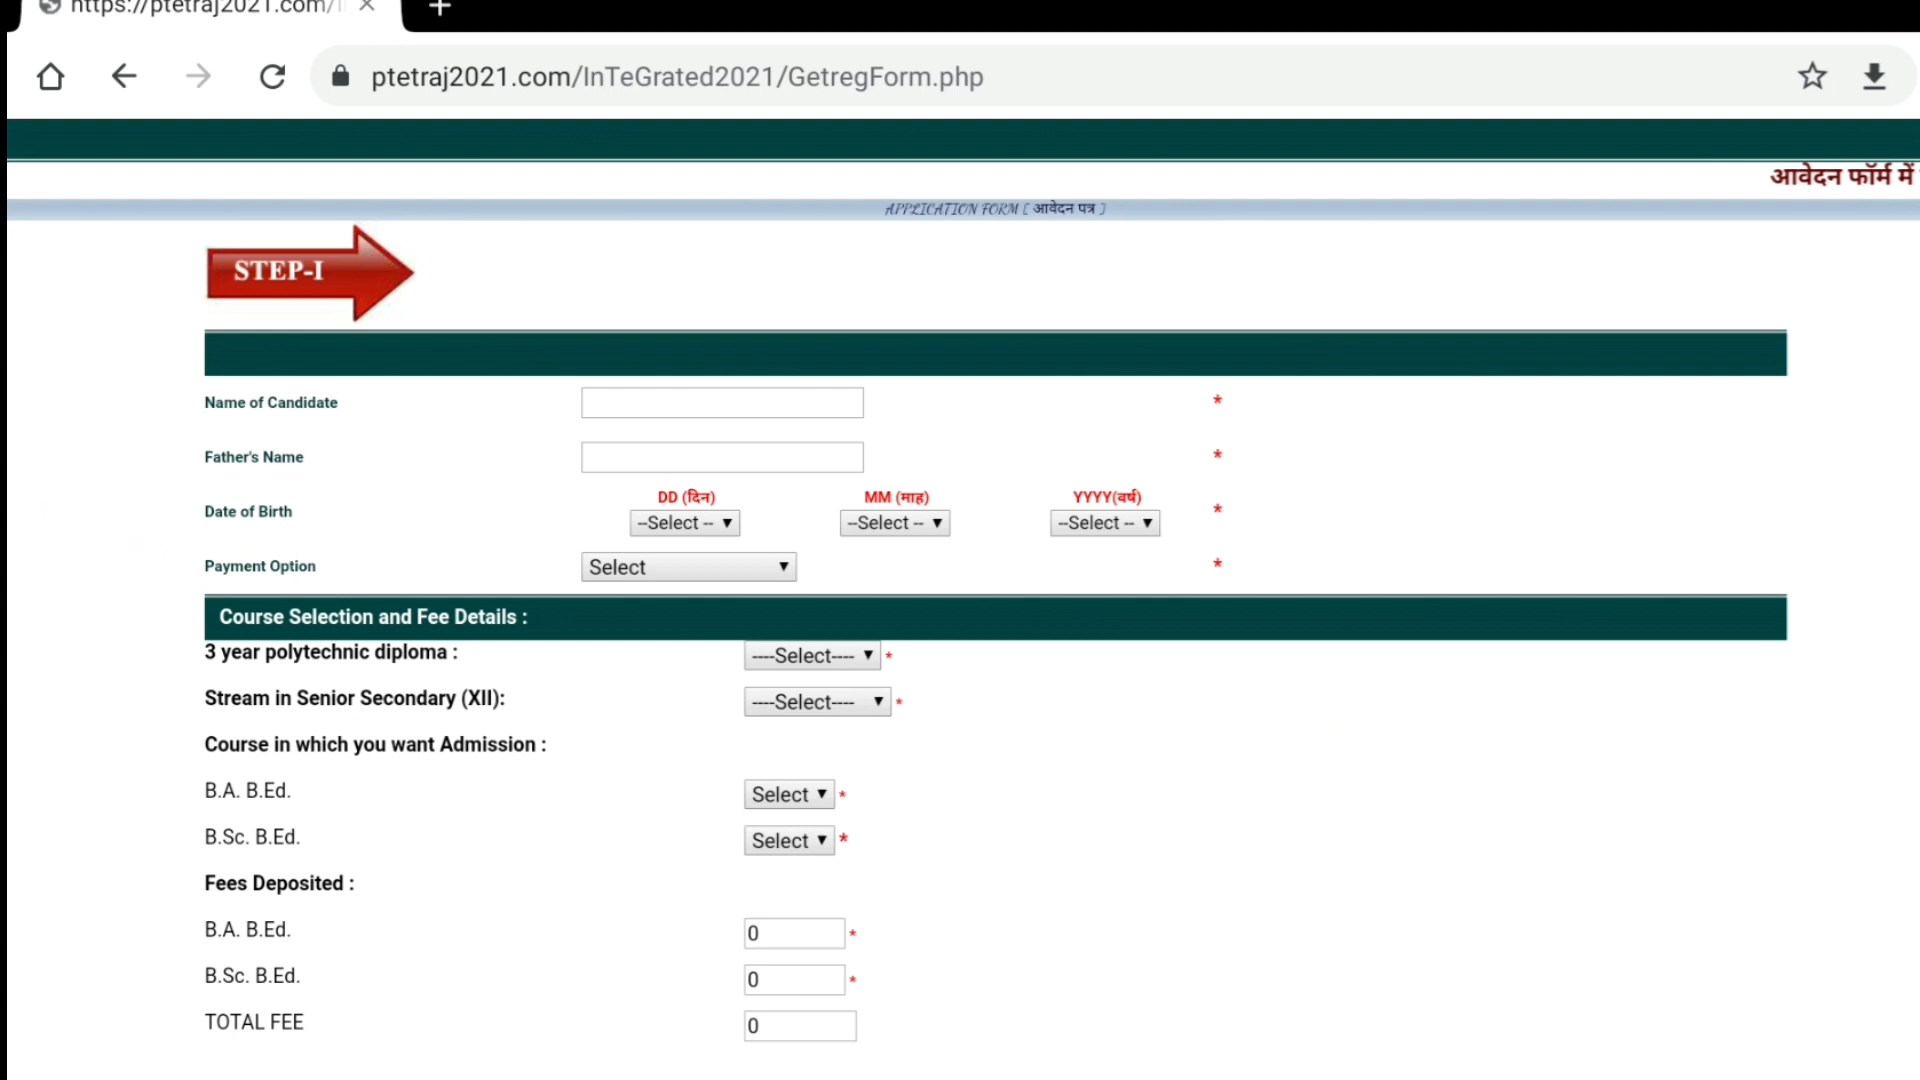 https://ptetraj2021.com/I
ptetraj2021.com/InTeGrated2021/GetregForm.php
आवेदन फॉर्म में
APPLICATION FORM [ आवेदन पत्र ]
STEP-I
Name of Candidate *
Father's Name *
DD (दिन) MM (माह) YYYY(वर्ष)
Date of Birth --Select -- --Select -- --Select -- *
Payment Option Select *
Course Selection and Fee Details :
3 year polytechnic diploma : ----Select---- *
Stream in Senior Secondary (XII): ----Select---- *
Course in which you want Admission :
B.A. B.Ed. Select *
B.Sc. B.Ed. Select *
Fees Deposited :
B.A. B.Ed. 0 *
B.Sc. B.Ed. 0 *
TOTAL FEE 0